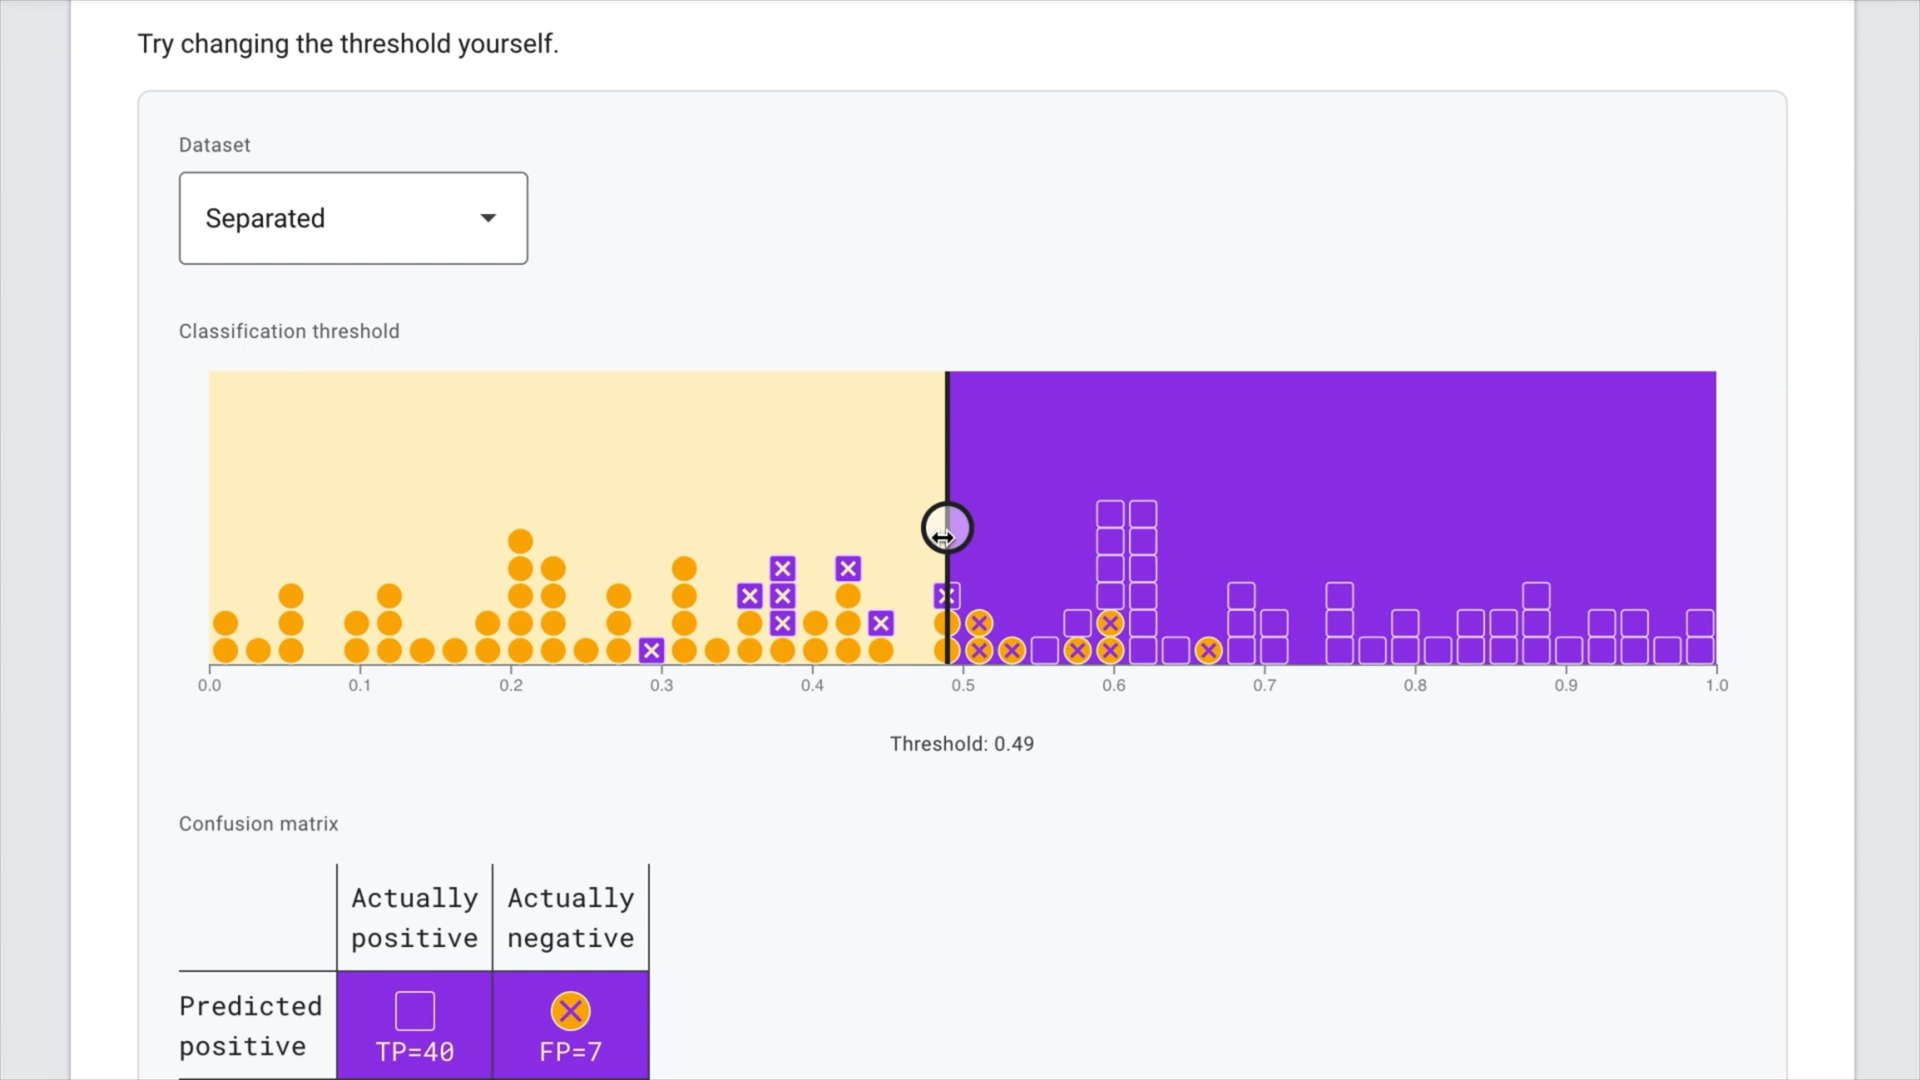 Try changing the threshold yourself.
Dataset
Separated
Classification threshold
0.0 0.1 0.2 0.3 0.4 0.5 0.6 0.7 0.8 0.9 1.0
Threshold: 0.49
Confusion matrix
Actually Actually
positive negative
Predicted
positive
TP=40 FP=7